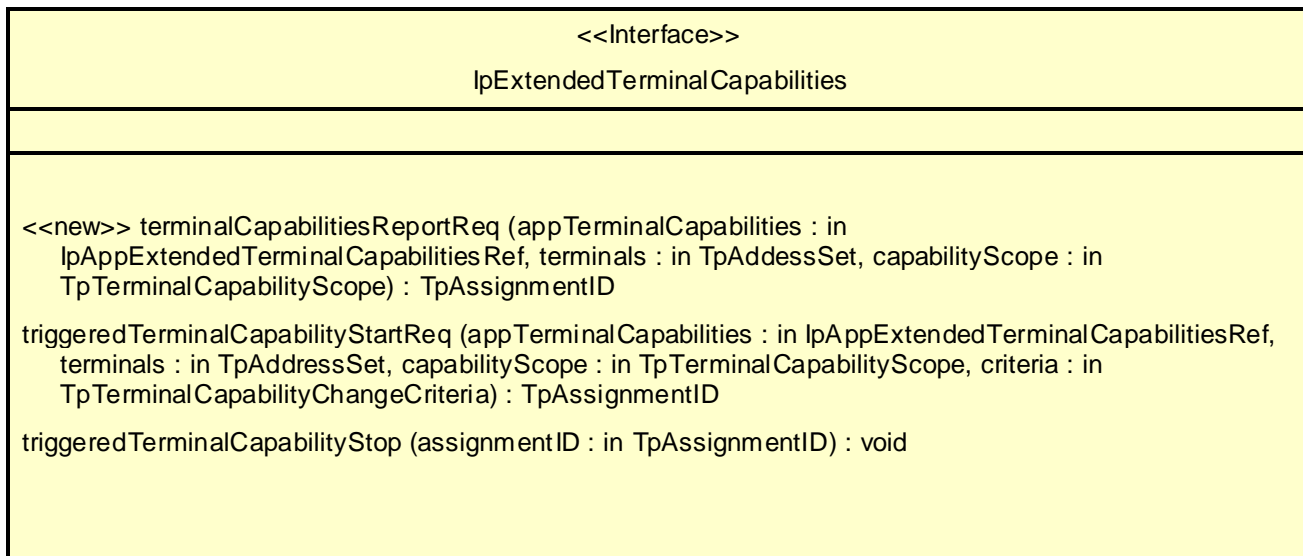 <<Interface>>
IpExtendedTerminalCapabilities
<<new>> terminalCapabilitiesReportReq (appTerminalCapabilities : in
IpAppExtendedTerminalCapabilitiesRef, terminals : in TpAddessSet, capabilityScope : in
TpTerminalCapabilityScope) : TpAssignmentID
triggeredTerminalCapabilityStartReq (appTerminalCapabilities : in IpAppExtendedTerminalCapabilitiesRef,
terminals : in TpAddressSet, capabilityScope : in TpTerminalCapabilityScope, criteria : in
TpTerminalCapabilityChangeCriteria) : TpAssignmentID
triggeredTerminalCapabilityStop (assignmentID : in TpAssignmentID) : void